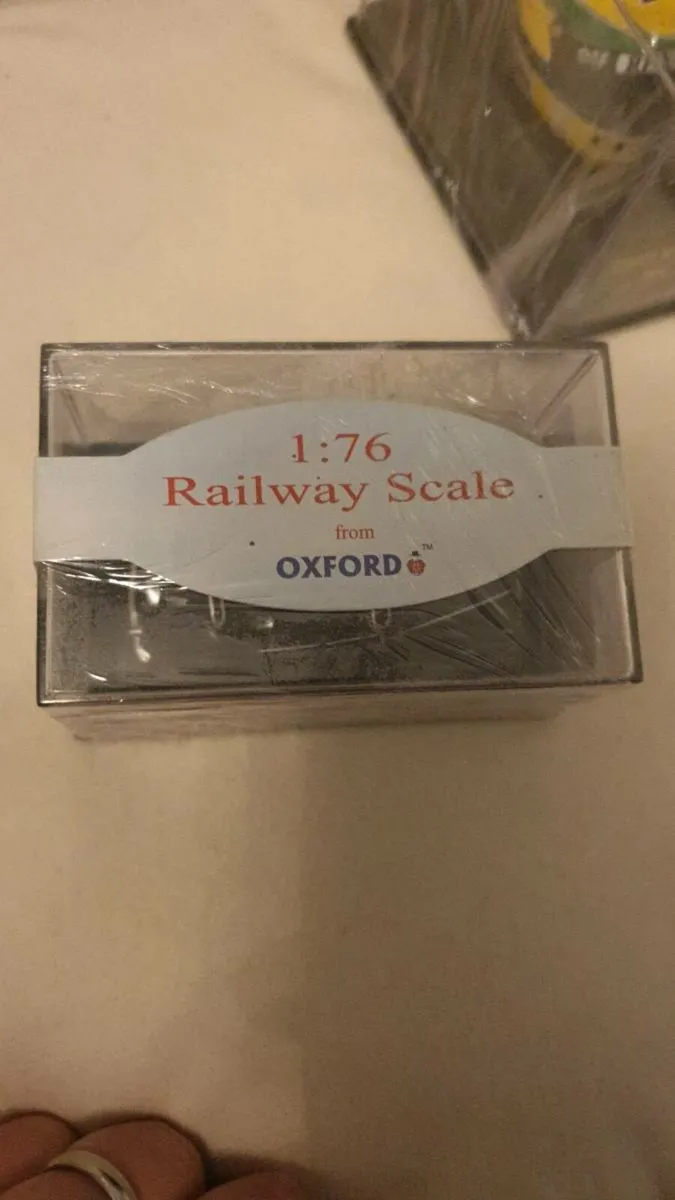 1:76
Railway Scale
from
OXFORD™